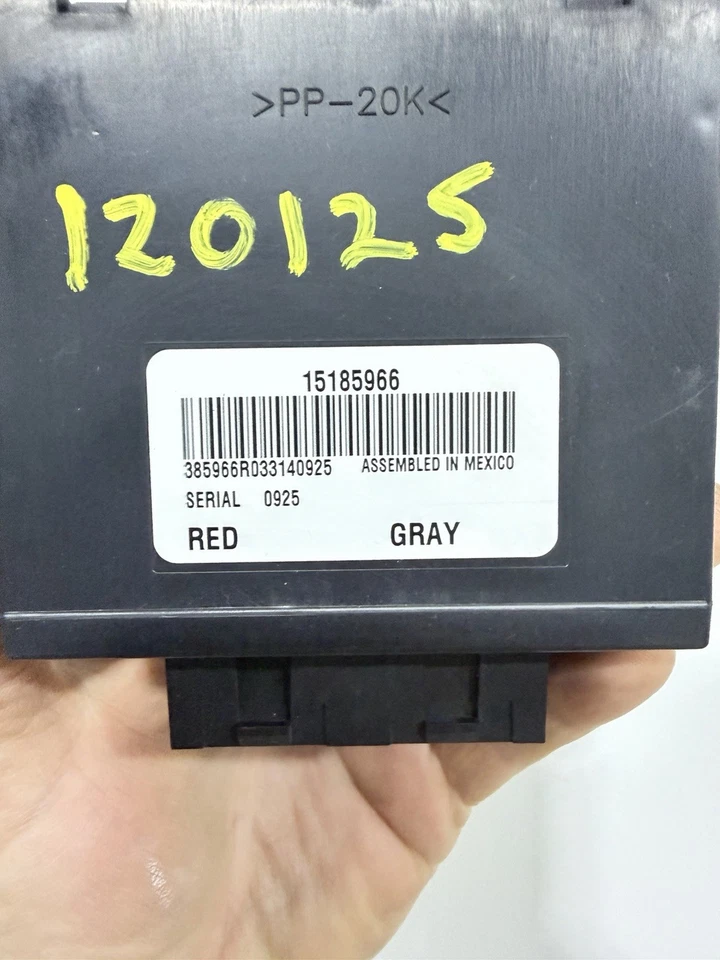 >PP-20K<
120125
15185966
385966R033140925 ASSEMBLED IN MEXICO
SERIAL 0925
RED GRAY